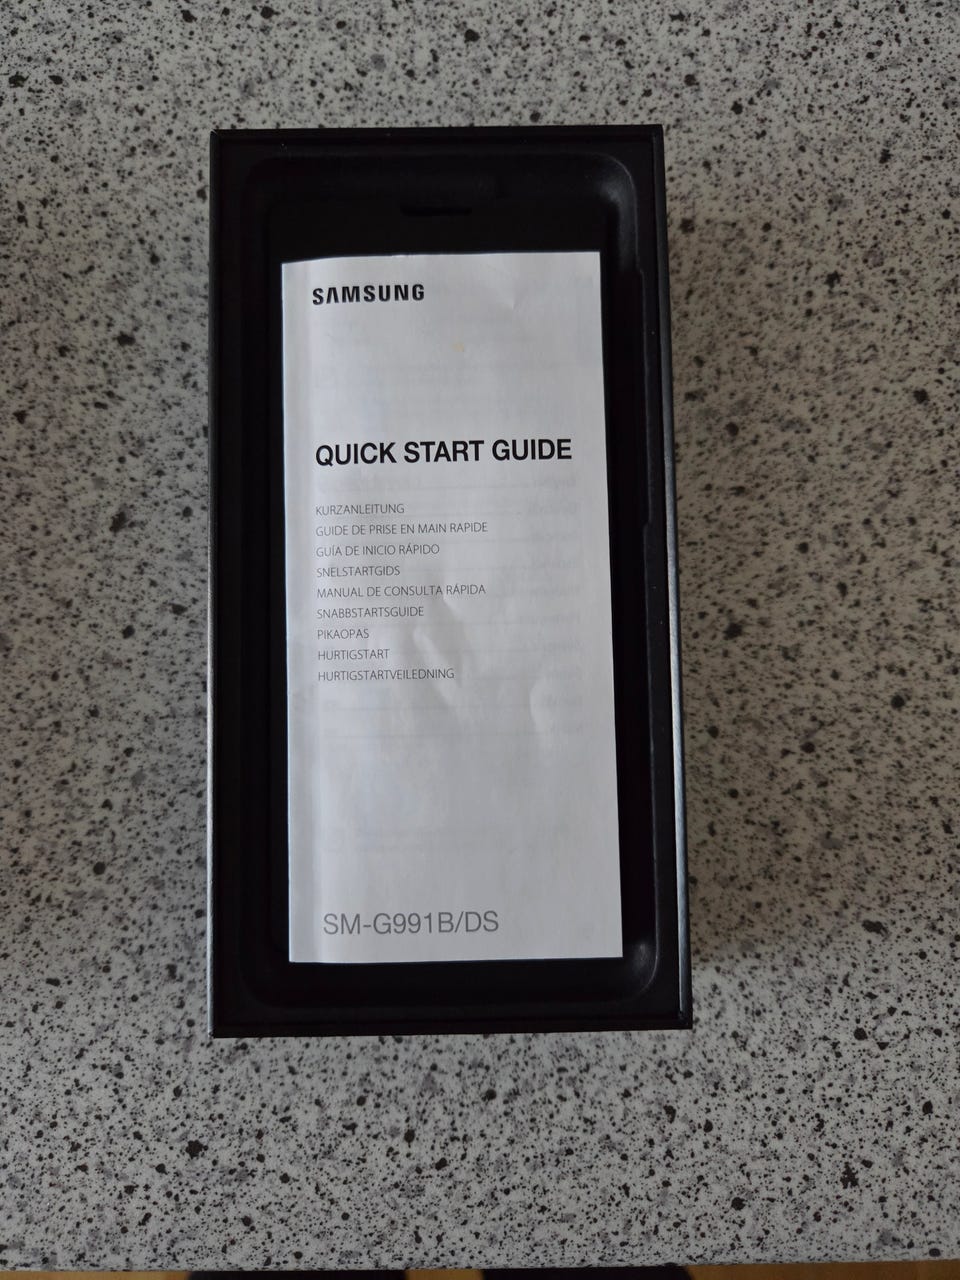 SAMSUNG
QUICK START GUIDE
KURZANLEITUNG
GUIDE DE PRISE EN MAIN RAPIDE
GUÍA DE INICIO RÁPIDO
SNELSTARTGIDS
MANUAL DE CONSULTA RÁPIDA
SNABBSTARTSGUIDE
PIKAOPAS
HURTIGSTART
HURTIGSTARTVEILEDNING
SM-G991B/DS